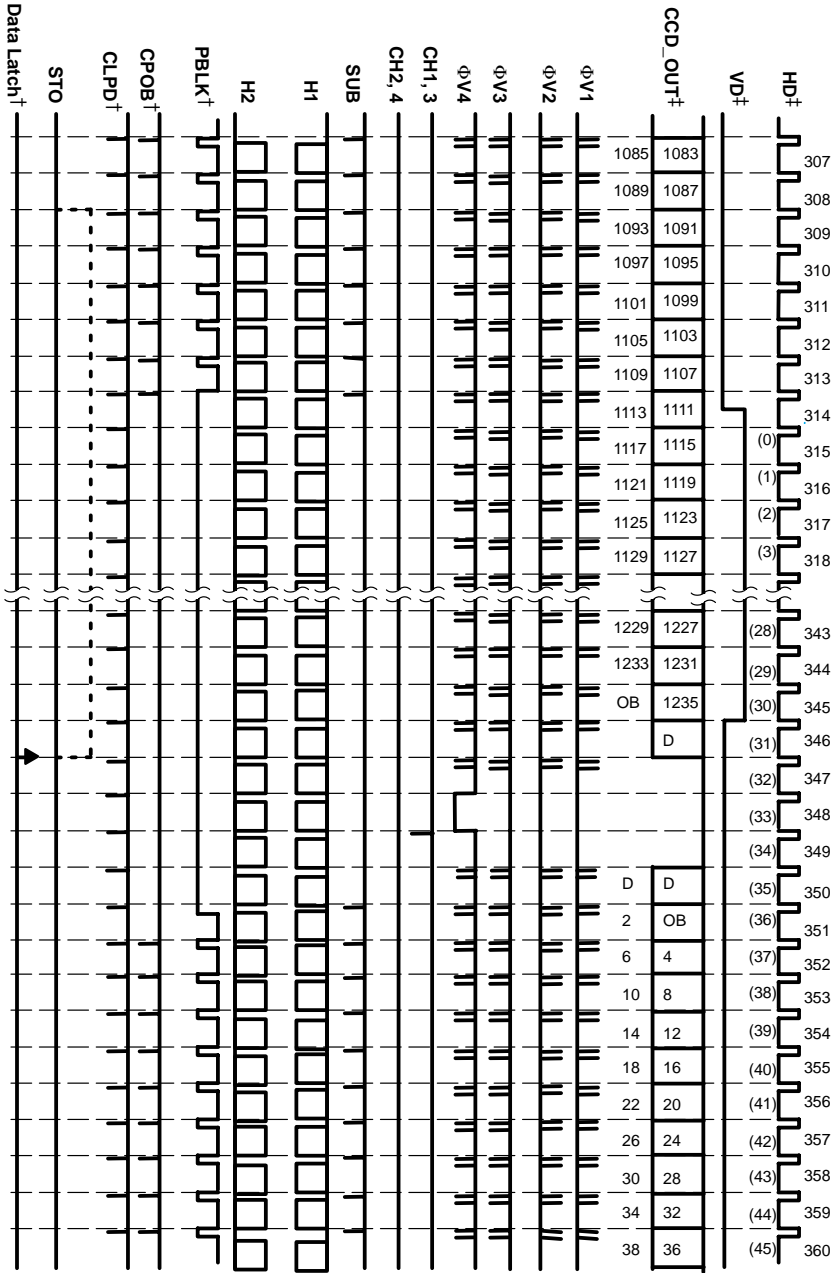 Data Latch†
STO
CLPD†
CPOB†
PBLK†
H2
H1
SUB
CH2, 4
CH1, 3
ΦV4
ΦV3
ΦV2
ΦV1
CCD_OUT‡
VD‡
HD‡
1085 1083 307
1089 1087 308
1093 1091 309
1097 1095 310
1101 1099 311
1105 1103 312
1109 1107 313
1113 1111 314
1117 1115 (0) 315
1121 1119 (1) 316
1125 1123 (2) 317
1129 1127 (3) 318
1229 1227 (28) 343
1233 1231 (29) 344
OB 1235 (30) 345
D (31) 346
(32) 347
(33) 348
(34) 349
D D (35) 350
2 OB (36) 351
6 4 (37) 352
10 8 (38) 353
14 12 (39) 354
18 16 (40) 355
22 20 (41) 356
26 24 (42) 357
30 28 (43) 358
34 32 (44) 359
38 36 (45) 360